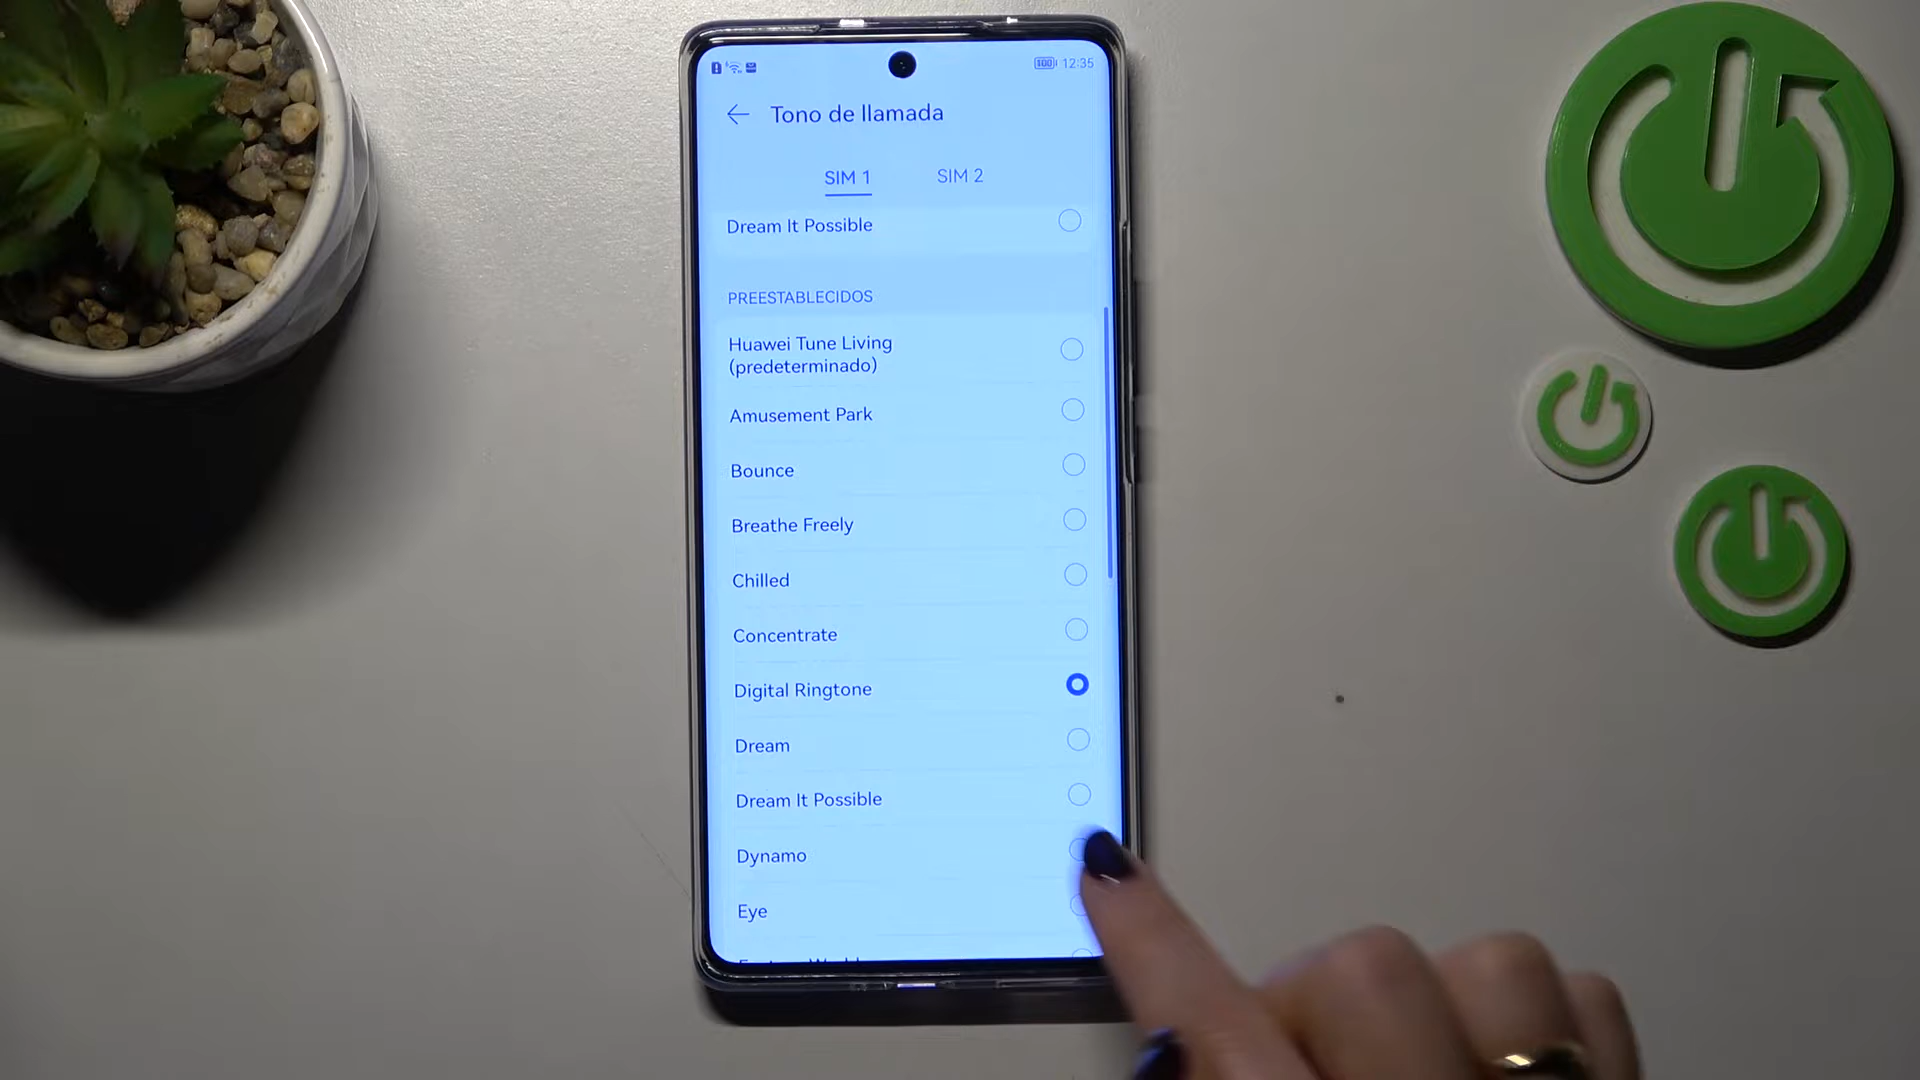 100 12:35
Tono de llamada
SIM 1 SIM 2
Dream It Possible
PREESTABLECIDOS
Huawei Tune Living
(predeterminado)
Amusement Park
Bounce
Breathe Freely
Chilled
Concentrate
Digital Ringtone
Dream
Dream It Possible
Dynamo
Eye